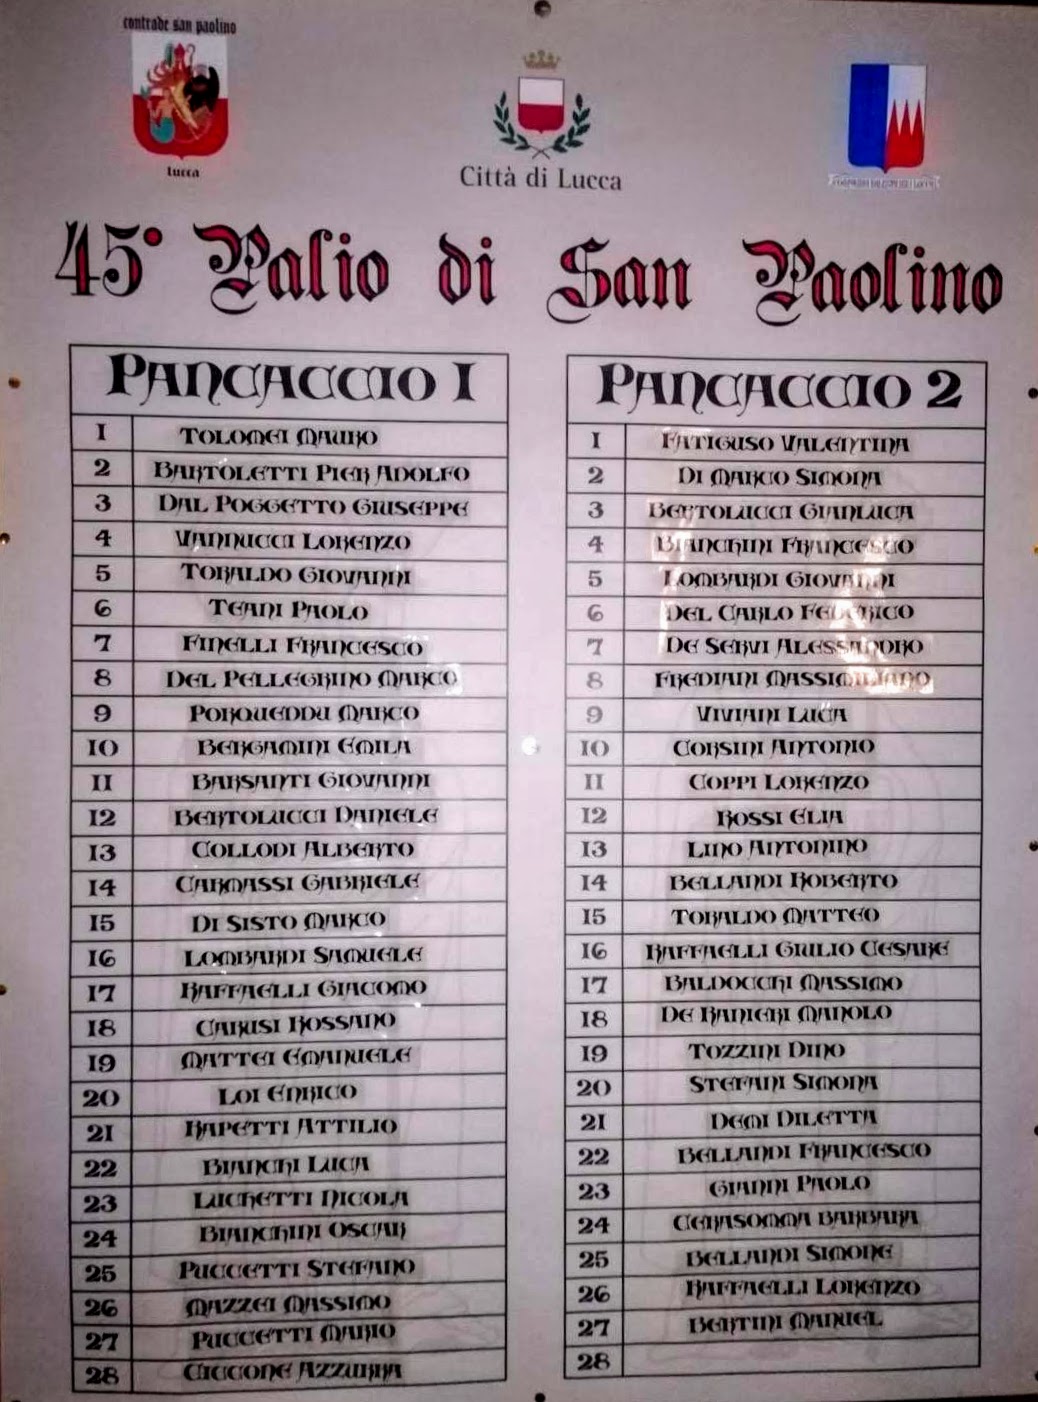 contrade san paolino
Lucca
Città di Lucca
45° Palio di San Paolino
PANCACCIO 1
1 TOLOMEI MAURO
2 BARTOLETTI PIER ADOLFO
3 DAL POGGETTO GIUSEPPE
4 VANNUCCI LORENZO
5 TORALDO GIOVANNI
6 TEANI PAOLO
7 FINELLI FRANCESCO
8 DEL PELLEGRINO MARCO
9 PORQUEDDU MARCO
10 BERGAMINI EMILA
11 BARSANTI GIOVANNI
12 BERTOLUCCI DANIELE
13 COLLODI ALBERTO
14 CARMASSI GABRIELE
15 DI SISTO MARCO
16 LOMBARDI SAMUELE
17 RAFFAELLI GIACOMO
18 CARISI ROSSANO
19 MATTEI EMANUELE
20 LOI ENRICO
21 RAPETTI ATTILIO
22 BIANCHI LUCA
23 LUCHETTI NICOLA
24 BIANCHINI OSCAR
25 PUCCETTI STEFANO
26 MAZZEI MASSIMO
27 PUCCETTI MARIO
28 CICCONE AZZURRA
PANCACCIO 2
1 FATIGUSO VALENTINA
2 DI MARCO SIMONA
3 BERTOLUCCI GIANLUCA
4 BIANCHINI FRANCESCO
5 LOMBARDI GIOVANNI
6 DEL CARLO FEDERICO
7 DE SERVI ALESSANDRO
8 FREDIANI MASSIMILIANO
9 VIVIANI LUCA
10 CORSINI ANTONIO
11 COPPI LORENZO
12 ROSSI ELIA
13 LINO ANTONINO
14 BELLANDI ROBERTO
15 TORALDO MATTEO
16 RAFFAELLI GIULIO CESARE
17 BALDOCCHI MASSIMO
18 DE RANIERI MANOLO
19 TOZZINI DINO
20 STEFANI SIMONA
21 DEMI DILETTA
22 BELLANDI FRANCESCO
23 GIANNI PAOLO
24 CERASOMMA BARBARA
25 BELLANDI SIMONE
26 RAFFAELLI LORENZO
27 BERTINI MANUEL
28